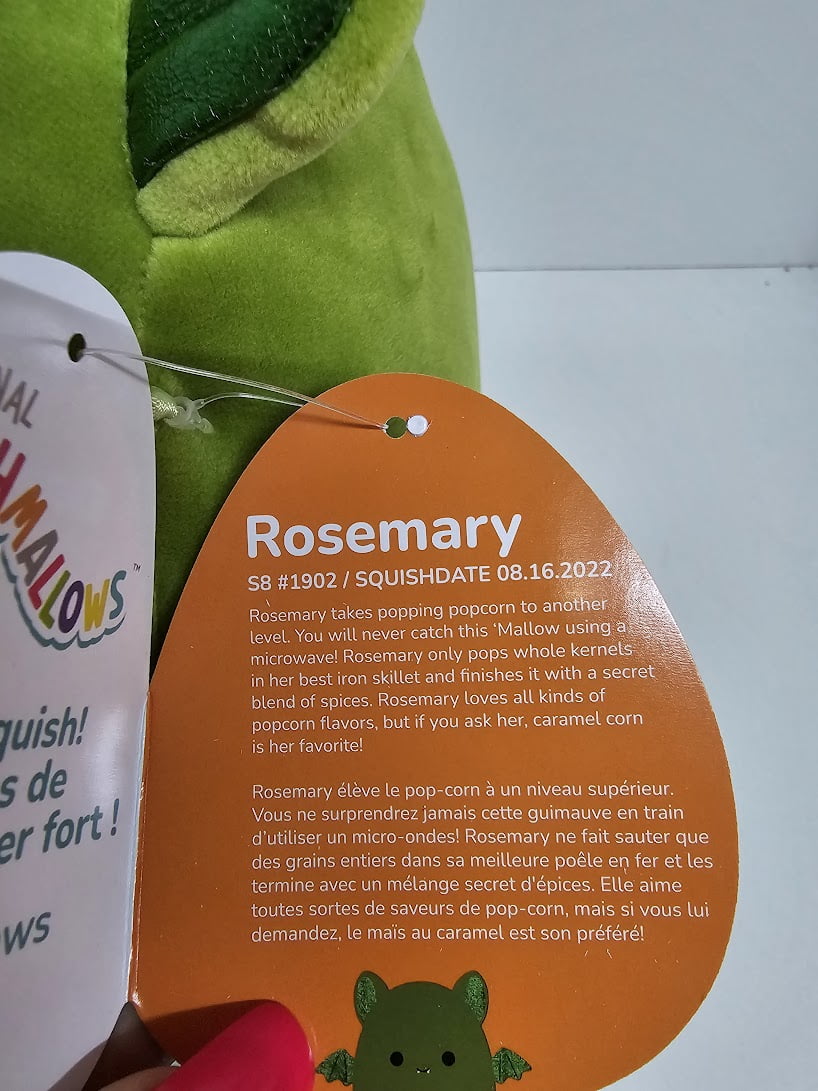 NAL
HMALLOWS™
quish!
s de
er fort !
ows
Rosemary
S8 #1902 / SQUISHDATE 08.16.2022
Rosemary takes popping popcorn to another
level. You will never catch this ‘Mallow using a
microwave! Rosemary only pops whole kernels
in her best iron skillet and finishes it with a secret
blend of spices. Rosemary loves all kinds of
popcorn flavors, but if you ask her, caramel corn
is her favorite!
Rosemary élève le pop-corn à un niveau supérieur.
Vous ne surprendrez jamais cette guimauve en train
d’utiliser un micro-ondes! Rosemary ne fait sauter que
des grains entiers dans sa meilleure poêle en fer et les
termine avec un mélange secret d'épices. Elle aime
toutes sortes de saveurs de pop-corn, mais si vous lui
demandez, le maïs au caramel est son préféré!